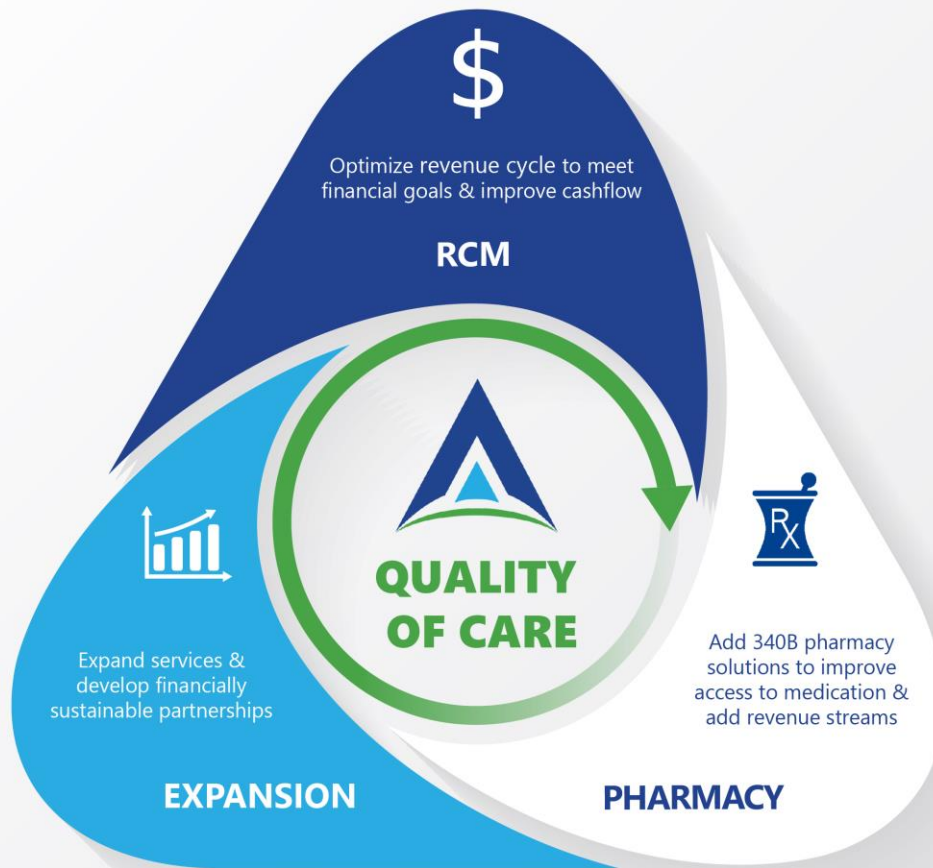 $
Optimize revenue cycle to meet
financial goals & improve cashflow
RCM
RX
QUALITY
OF CARE
Add 340B pharmacy
solutions to improve
access to medication &
add revenue streams
PHARMACY
Expand services &
develop financially
sustainable partnerships
EXPANSION